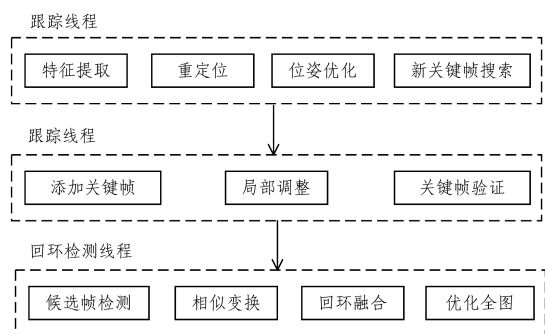 跟踪线程
特征提取 重定位 位姿优化 新关键帧搜索
跟踪线程
添加关键帧 局部调整 关键帧验证
回环检测线程
候选帧检测 相似变换 回环融合 优化全图